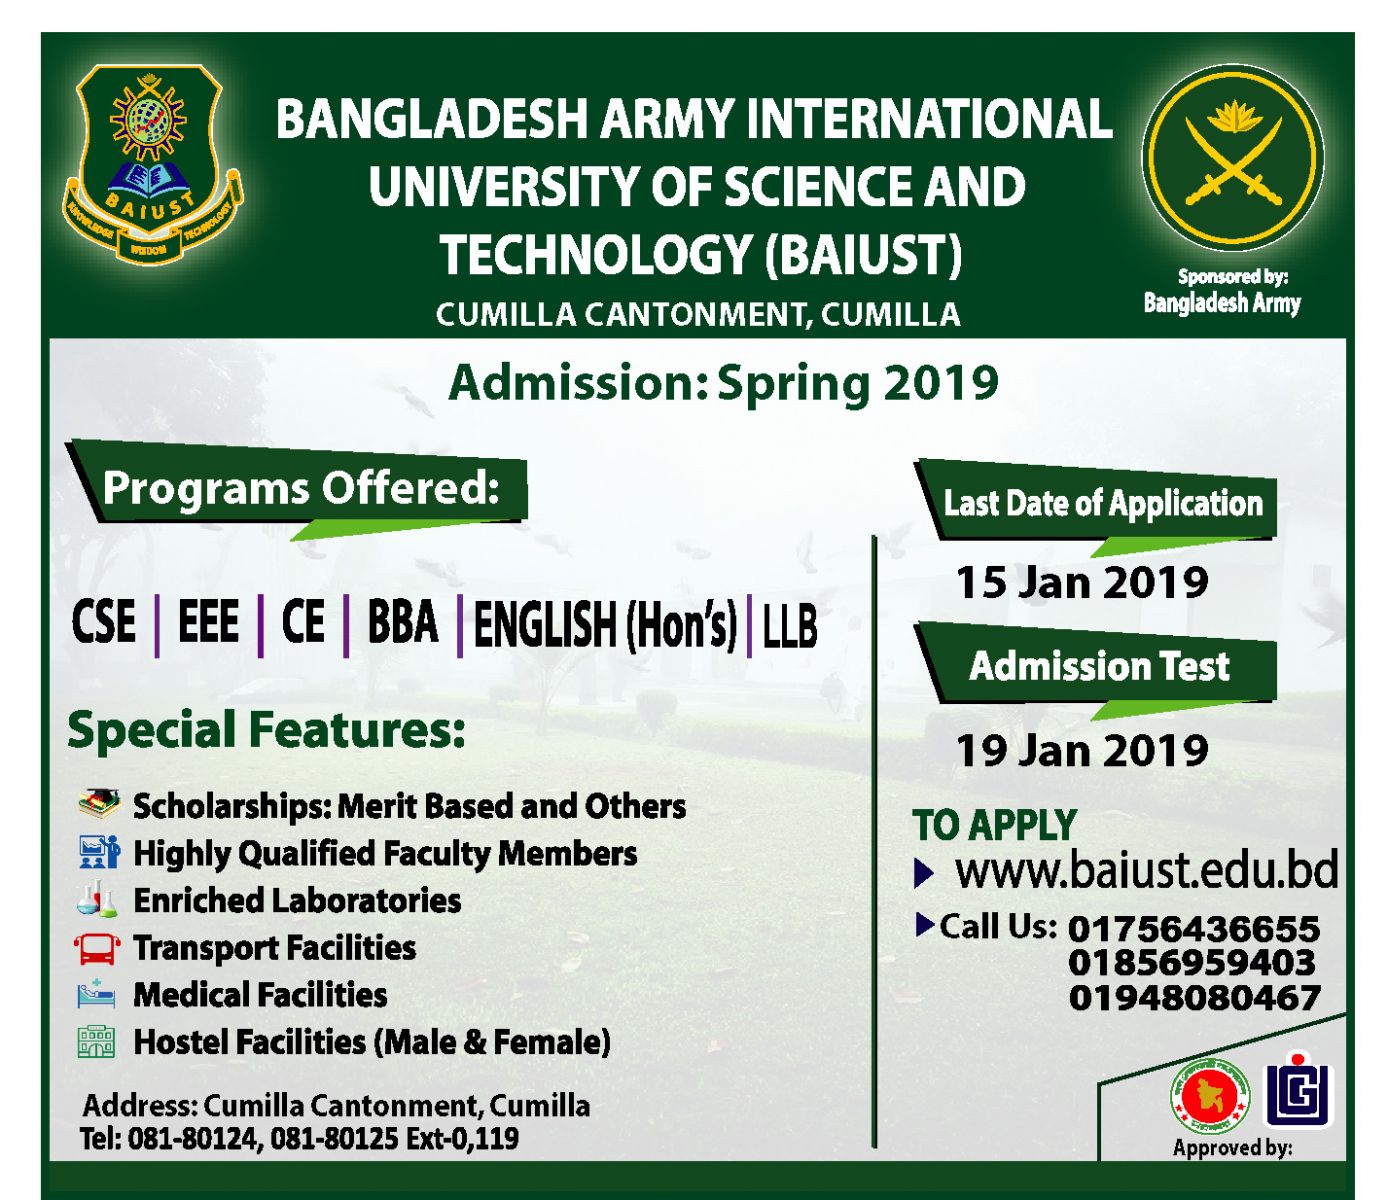 BANGLADESH ARMY INTERNATIONAL
UNIVERSITY OF SCIENCE AND
TECHNOLOGY (BAIUST)
CUMILLA CANTONMENT, CUMILLA
BAIUST
KNOWLEDGE WISDOM TECHNOLOGY
Sponsored by:
Bangladesh Army
Admission: Spring 2019
Programs Offered:
CSE | EEE | CE | BBA | ENGLISH (Hon's) | LLB
Special Features:
Scholarships: Merit Based and Others
Highly Qualified Faculty Members
Enriched Laboratories
Transport Facilities
Medical Facilities
Hostel Facilities (Male & Female)
Address: Cumilla Cantonment, Cumilla
Tel: 081-80124, 081-80125 Ext-0,119
Last Date of Application
15 Jan 2019
Admission Test
19 Jan 2019
TO APPLY
www.baiust.edu.bd
Call Us: 01756436655
01856959403
01948080467
Approved by: